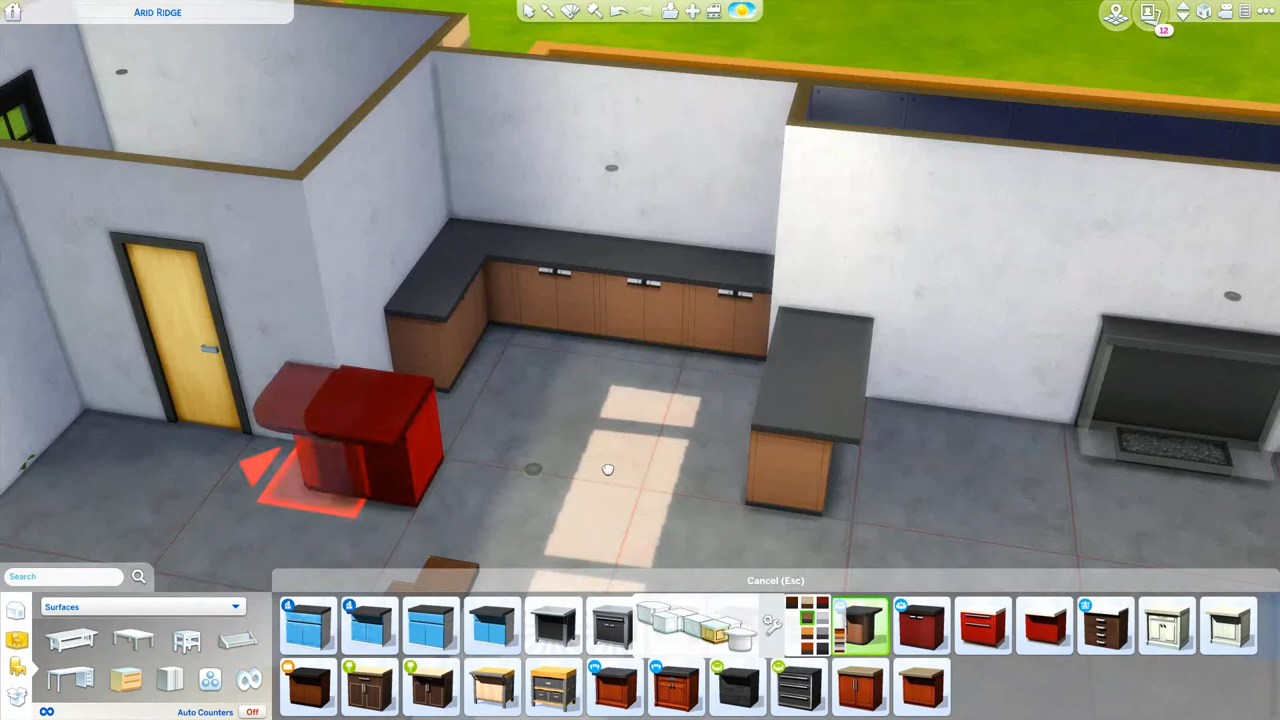 ARID RIDGE
12
Cancel (Esc)
Search
Surfaces
Auto Counters Off